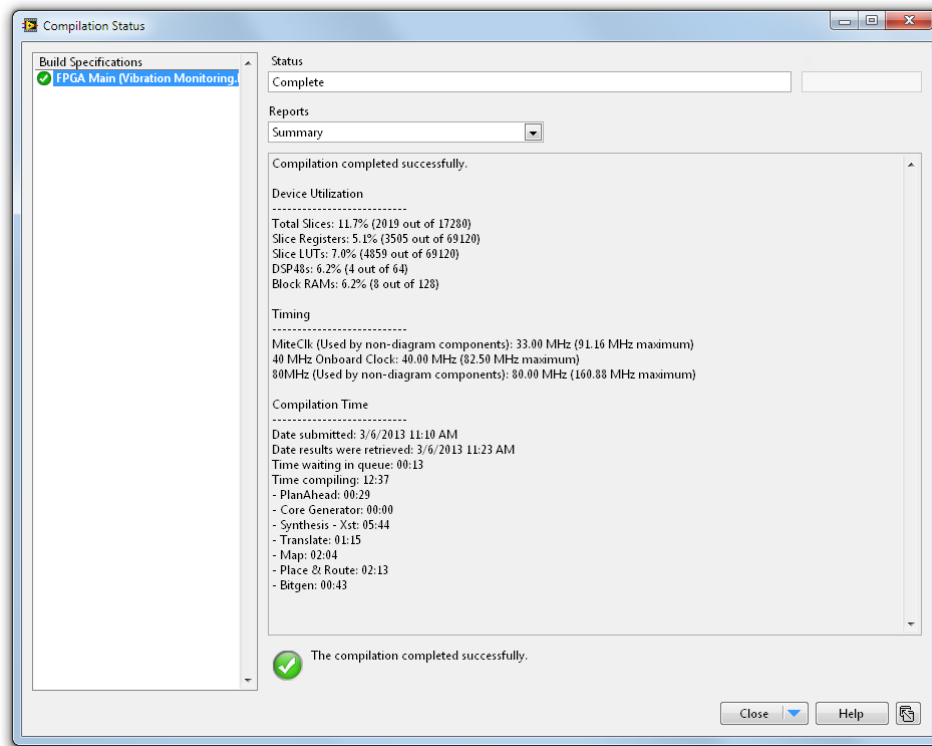 Compilation Status
Build Specifications
FPGA Main (Vibration Monitoring.
Status
Complete
Reports
Summary
Compilation completed successfully.
Device Utilization
---------------------------
Total Slices: 11.7% (2019 out of 17280)
Slice Registers: 5.1% (3505 out of 69120)
Slice LUTs: 7.0% (4859 out of 69120)
DSP48s: 6.2% (4 out of 64)
Block RAMs: 6.2% (8 out of 128)
Timing
---------------------------
MiteClk (Used by non-diagram components): 33.00 MHz (91.16 MHz maximum)
40 MHz Onboard Clock: 40.00 MHz (82.50 MHz maximum)
80MHz (Used by non-diagram components): 80.00 MHz (160.88 MHz maximum)
Compilation Time
---------------------------
Date submitted: 3/6/2013 11:10 AM
Date results were retrieved: 3/6/2013 11:23 AM
Time waiting in queue: 00:13
Time compiling: 12:37
- PlanAhead: 00:29
- Core Generator: 00:00
- Synthesis - Xst: 05:44
- Translate: 01:15
- Map: 02:04
- Place & Route: 02:13
- Bitgen: 00:43
The compilation completed successfully.
Close
Help